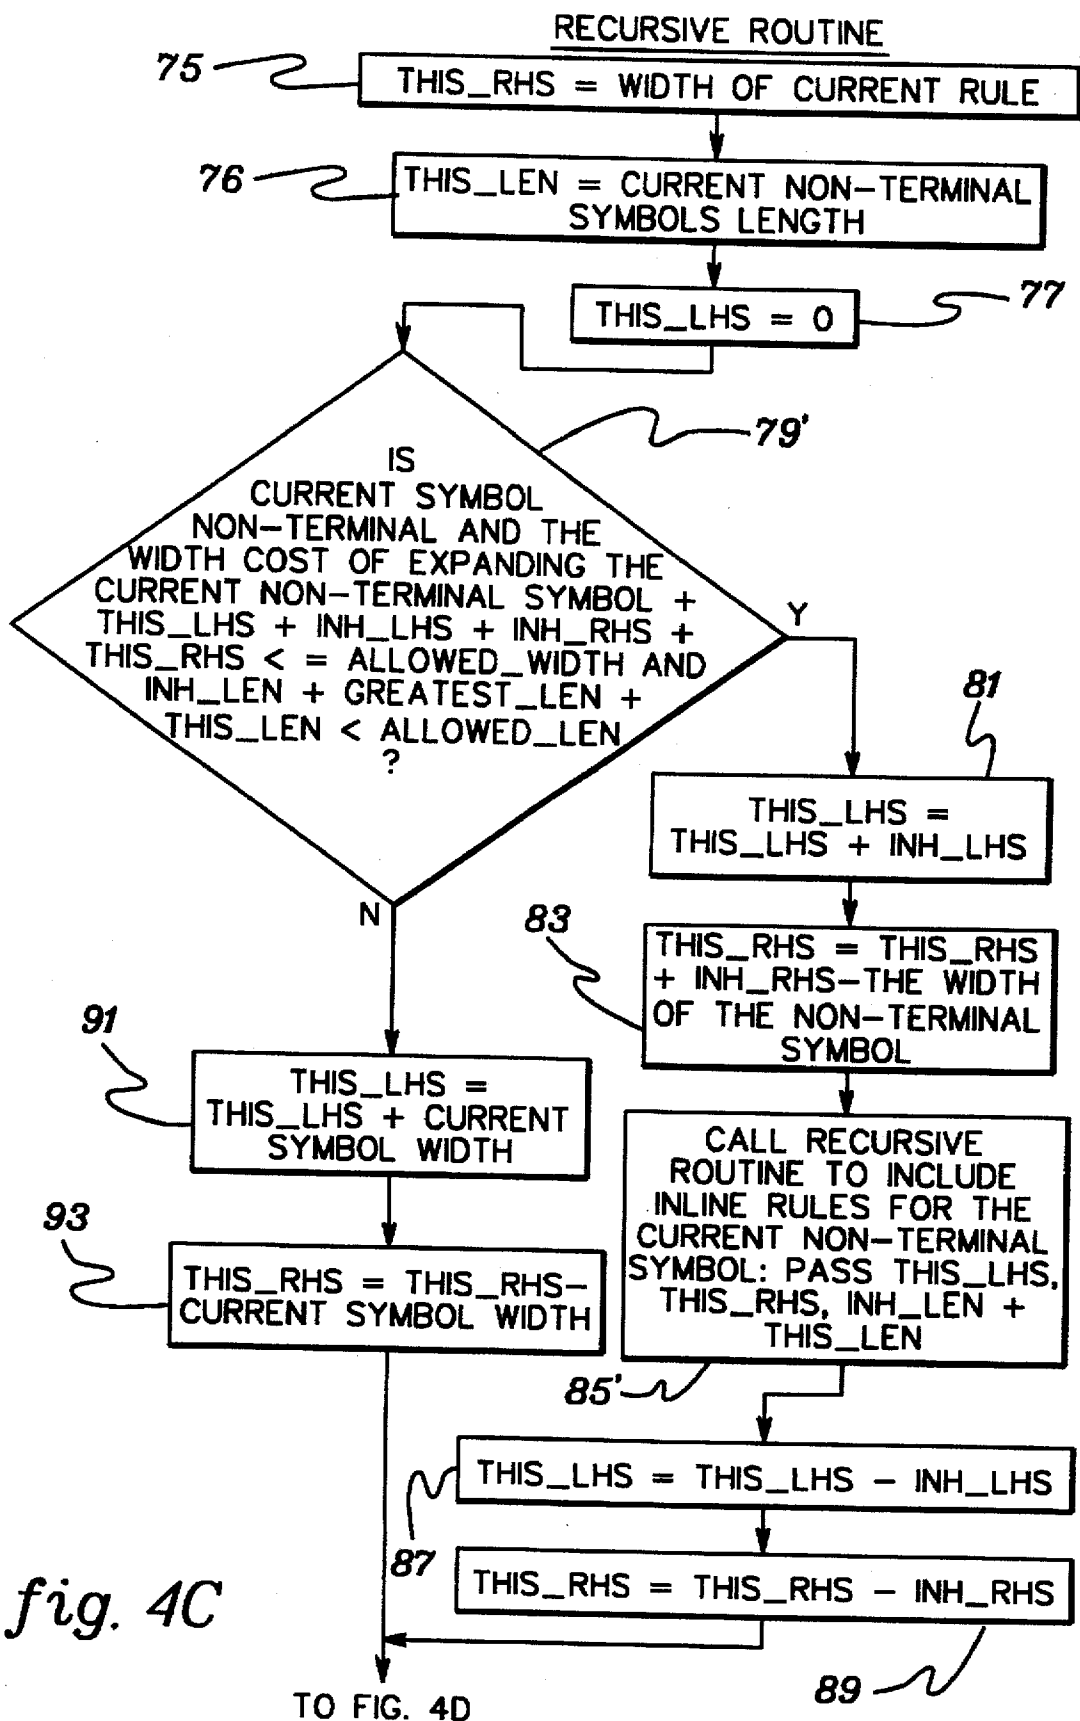 RECURSIVE ROUTINE
75
THIS_RHS = WIDTH OF CURRENT RULE
76
THIS_LEN = CURRENT NON-TERMINAL
SYMBOLS LENGTH
77
THIS_LHS = 0
79'
IS
CURRENT SYMBOL
NON-TERMINAL AND THE
WIDTH COST OF EXPANDING THE
CURRENT NON-TERMINAL SYMBOL +
THIS_LHS + INH_LHS + INH_RHS +
THIS_RHS < = ALLOWED_WIDTH AND
INH_LEN + GREATEST_LEN +
THIS_LEN < ALLOWED_LEN
?
Y
N
81
THIS_LHS =
THIS_LHS + INH_LHS
83
THIS_RHS = THIS_RHS
+ INH_RHS-THE WIDTH
OF THE NON-TERMINAL
SYMBOL
91
THIS_LHS =
THIS_LHS + CURRENT
SYMBOL WIDTH
CALL RECURSIVE
ROUTINE TO INCLUDE
INLINE RULES FOR THE
CURRENT NON-TERMINAL
SYMBOL: PASS THIS_LHS,
THIS_RHS, INH_LEN +
THIS_LEN
85'
93
THIS_RHS = THIS_RHS-
CURRENT SYMBOL WIDTH
THIS_LHS = THIS_LHS - INH_LHS
87
THIS_RHS = THIS_RHS - INH_RHS
89
fig. 4C
TO FIG. 4D